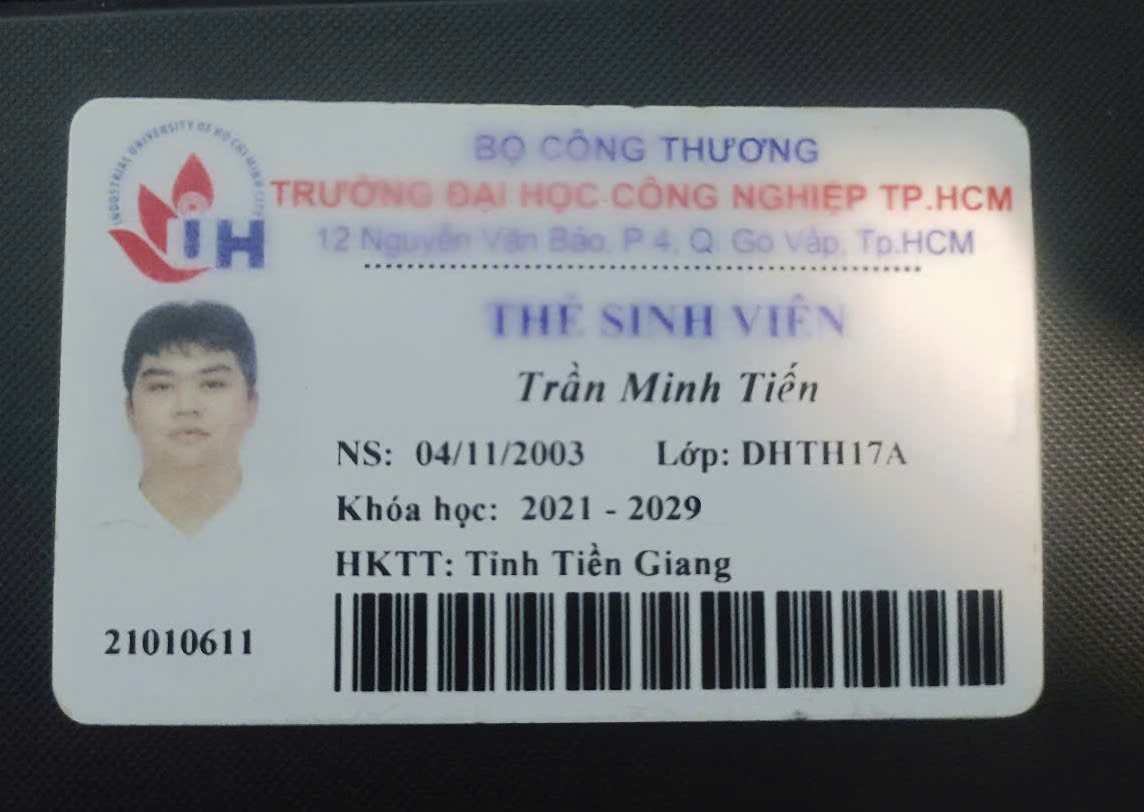 INDUSTRIAL UNIVERSITY OF HO CHI MINH CITY
IUH
BỘ CÔNG THƯƠNG
TRƯỜNG ĐẠI HỌC CÔNG NGHIỆP TP.HCM
12 Nguyễn Văn Bảo, P 4, Q Gò Vấp, Tp.HCM
THẺ SINH VIÊN
Trần Minh Tiến
NS: 04/11/2003 Lớp: DHTH17A
Khóa học: 2021 - 2029
HKTT: Tỉnh Tiền Giang
21010611